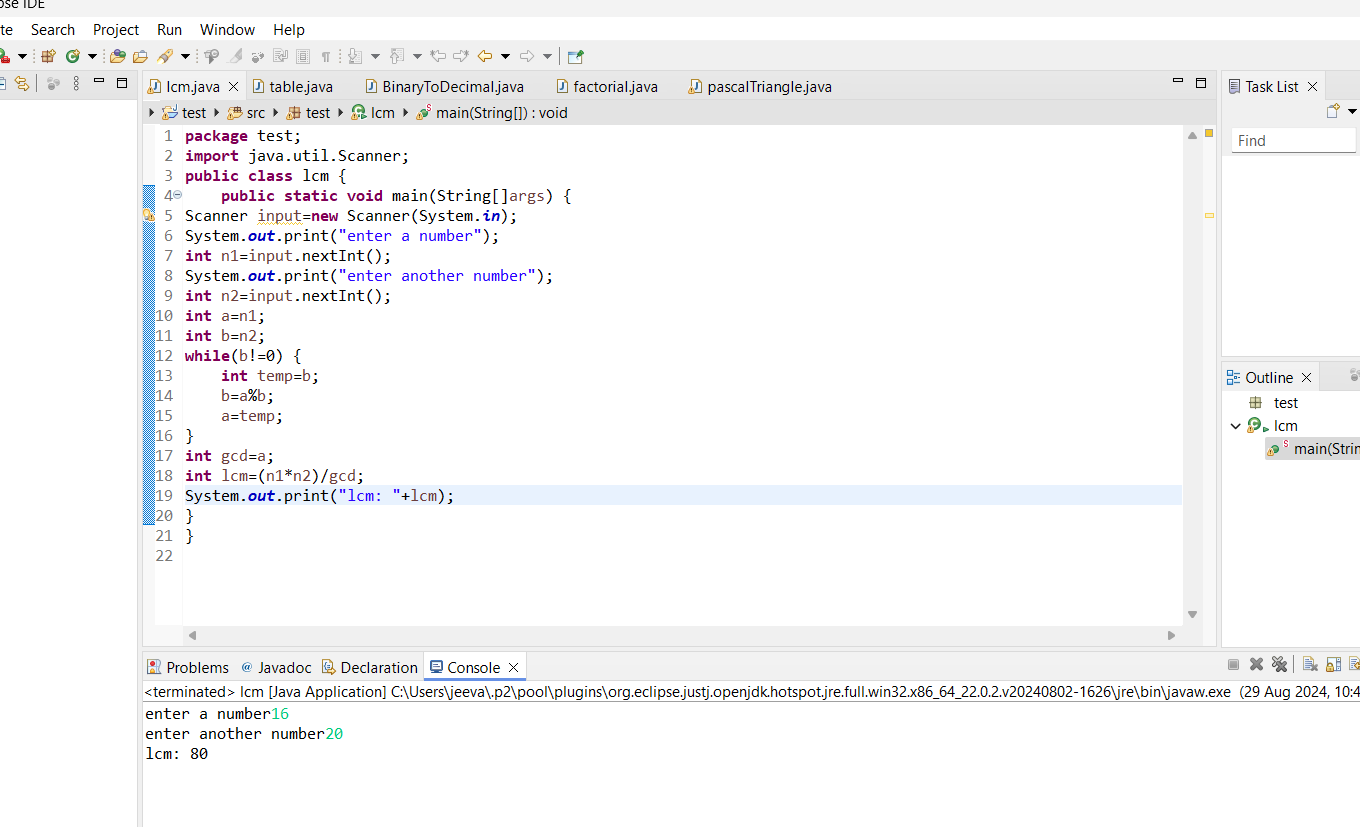 ose IDE
te Search Project Run Window Help
lcm.java table.java BinaryToDecimal.java factorial.java pascalTriangle.java
test src test lcm main(String[]) : void
1 package test;
2 import java.util.Scanner;
3 public class lcm {
4 public static void main(String[]args) {
5 Scanner input=new Scanner(System.in);
6 System.out.print("enter a number");
7 int n1=input.nextInt();
8 System.out.print("enter another number");
9 int n2=input.nextInt();
10 int a=n1;
11 int b=n2;
12 while(b!=0) {
13 int temp=b;
14 b=a%b;
15 a=temp;
16 }
17 int gcd=a;
18 int lcm=(n1*n2)/gcd;
19 System.out.print("lcm: "+lcm);
20 }
21 }
22
Task List
Find
Outline
test
lcm
main(Strin
Problems @ Javadoc Declaration Console
<terminated> lcm [Java Application] C:\Users\jeeva\.p2\pool\plugins\org.eclipse.justj.openjdk.hotspot.jre.full.win32.x86_64_22.0.2.v20240802-1626\jre\bin\javaw.exe (29 Aug 2024, 10:4
enter a number16
enter another number20
lcm: 80